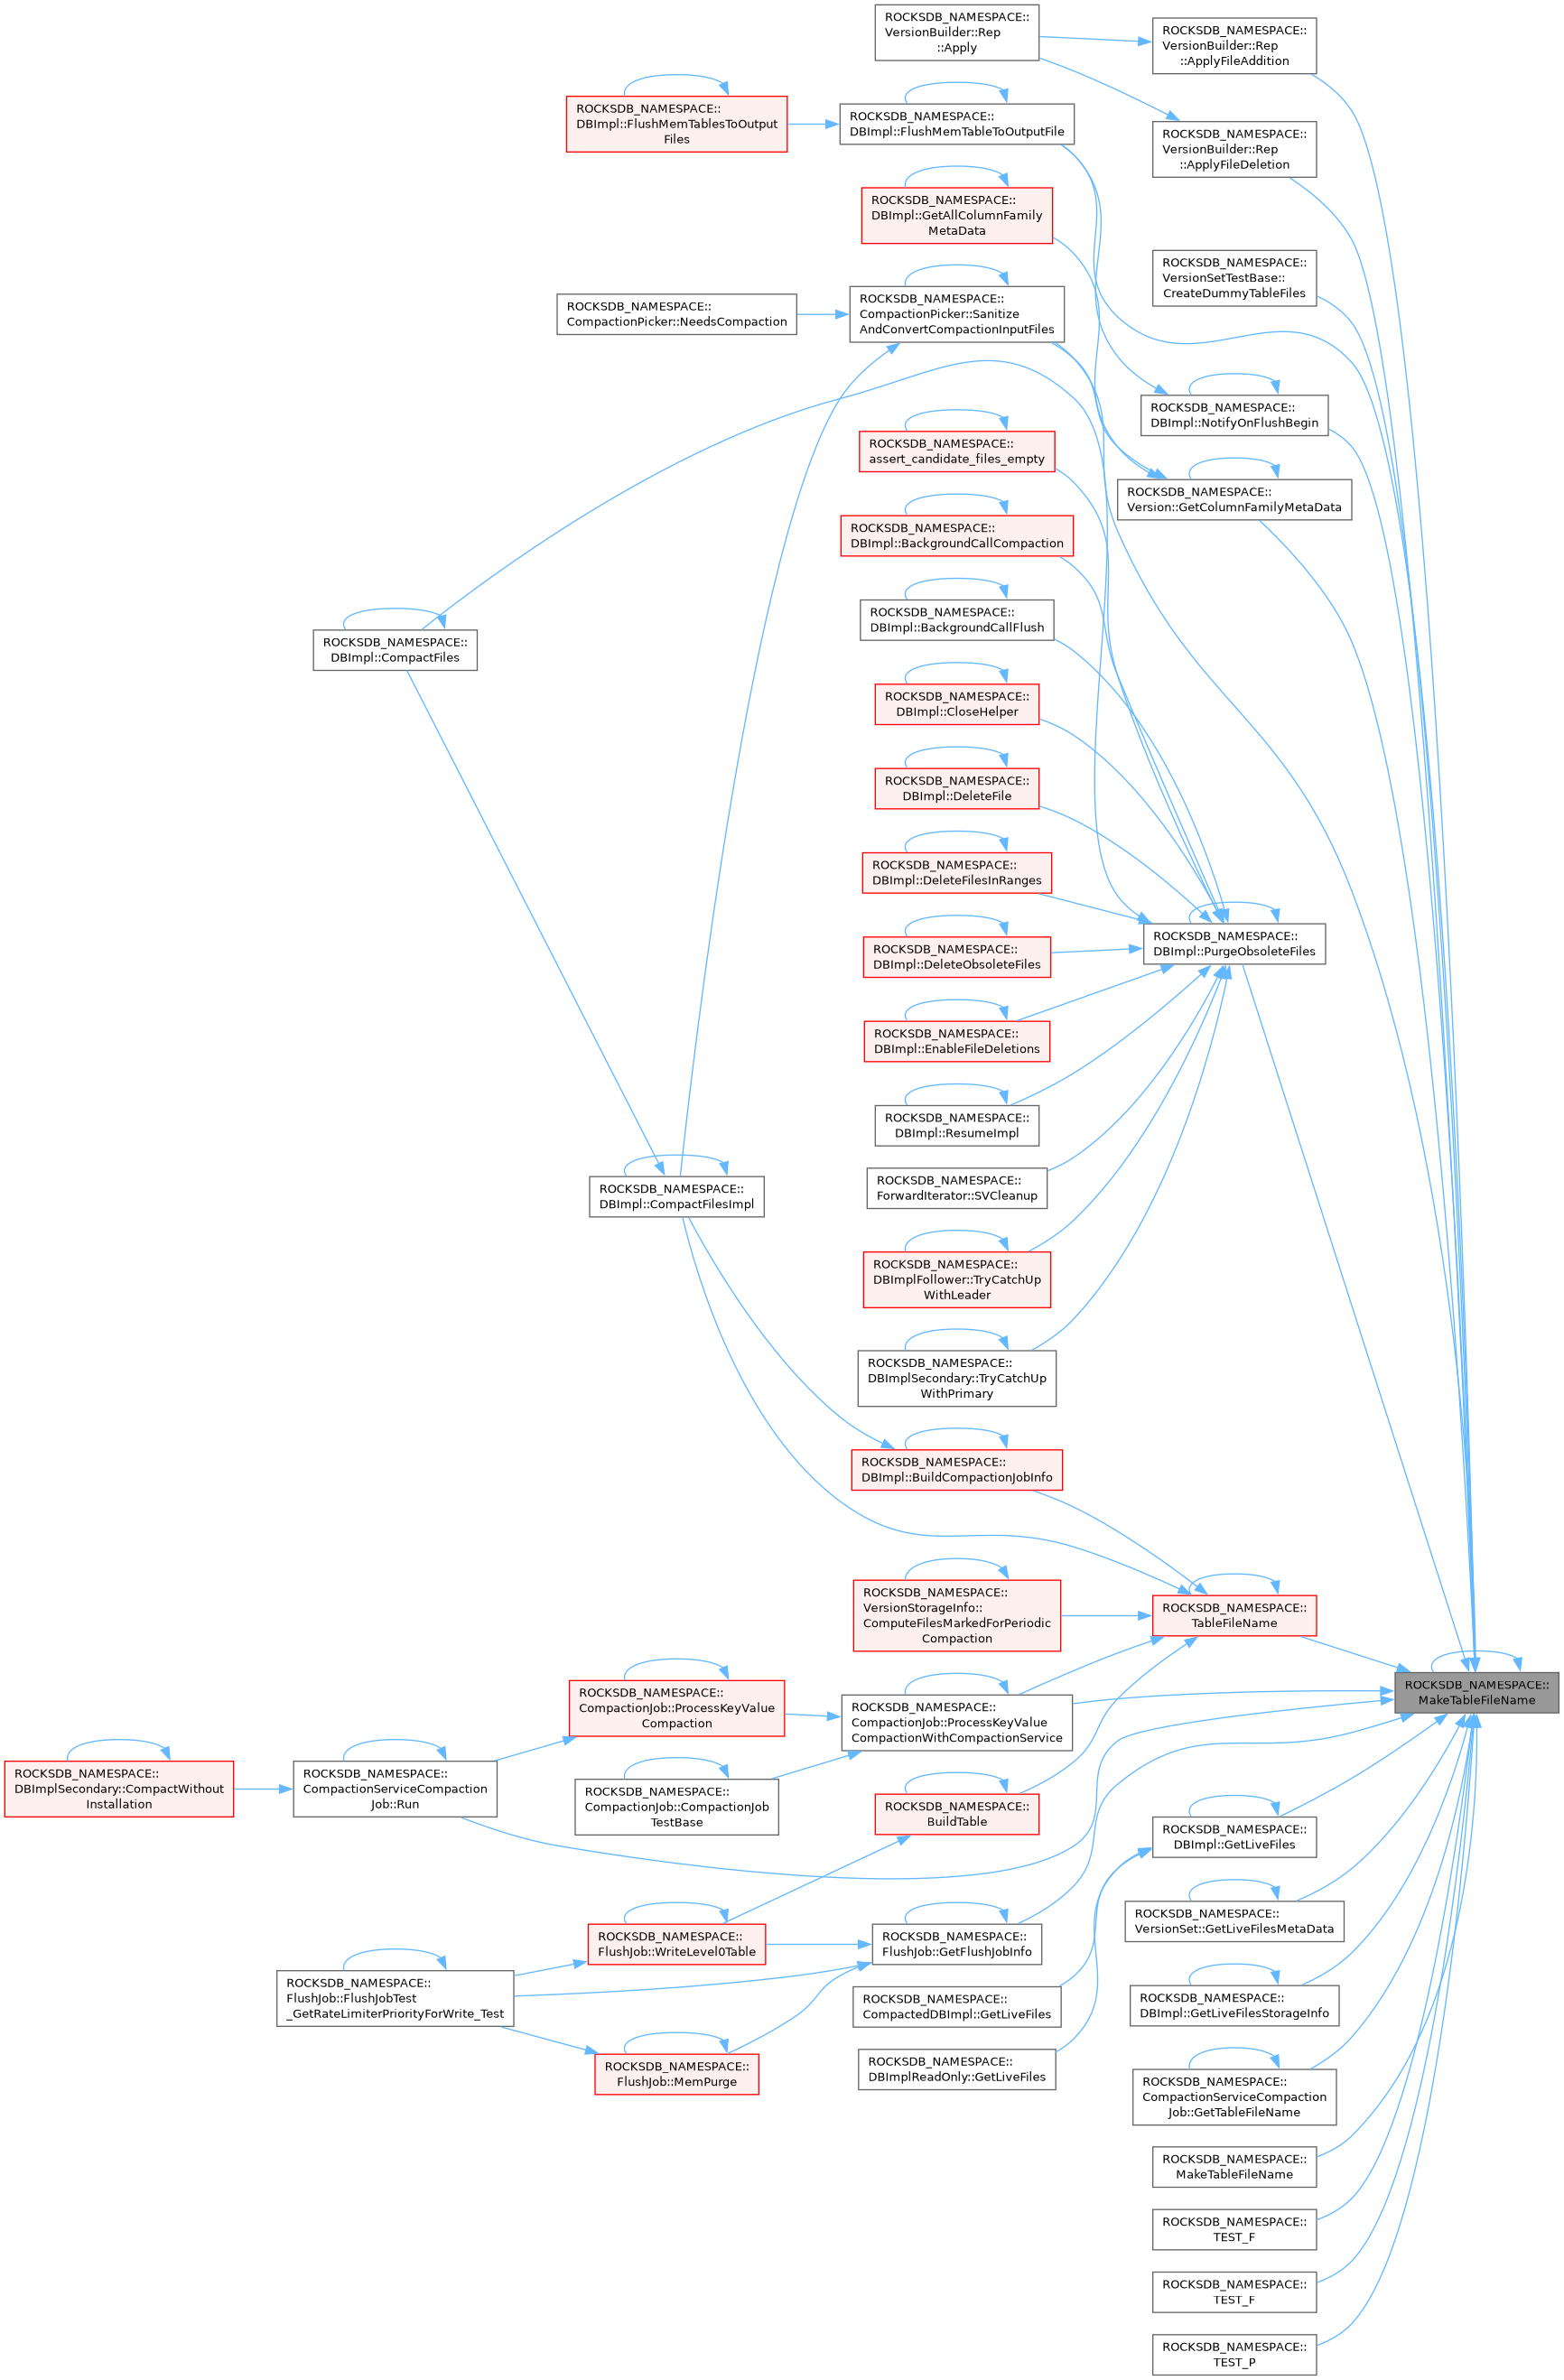 ROCKSDB_NAMESPACE::
VersionBuilder::Rep
::Apply
ROCKSDB_NAMESPACE::
VersionBuilder::Rep
::ApplyFileAddition
ROCKSDB_NAMESPACE::
DBImpl::FlushMemTablesToOutput
Files
ROCKSDB_NAMESPACE::
DBImpl::FlushMemTableToOutputFile
ROCKSDB_NAMESPACE::
VersionBuilder::Rep
::ApplyFileDeletion
ROCKSDB_NAMESPACE::
DBImpl::GetAllColumnFamily
MetaData
ROCKSDB_NAMESPACE::
VersionSetTestBase::
CreateDummyTableFiles
ROCKSDB_NAMESPACE::
CompactionPicker::NeedsCompaction
ROCKSDB_NAMESPACE::
CompactionPicker::Sanitize
AndConvertCompactionInputFiles
ROCKSDB_NAMESPACE::
DBImpl::NotifyOnFlushBegin
ROCKSDB_NAMESPACE::
assert_candidate_files_empty
ROCKSDB_NAMESPACE::
Version::GetColumnFamilyMetaData
ROCKSDB_NAMESPACE::
DBImpl::BackgroundCallCompaction
ROCKSDB_NAMESPACE::
DBImpl::BackgroundCallFlush
ROCKSDB_NAMESPACE::
DBImpl::CompactFiles
ROCKSDB_NAMESPACE::
DBImpl::CloseHelper
ROCKSDB_NAMESPACE::
DBImpl::DeleteFile
ROCKSDB_NAMESPACE::
DBImpl::DeleteFilesInRanges
ROCKSDB_NAMESPACE::
DBImpl::DeleteObsoleteFiles
ROCKSDB_NAMESPACE::
DBImpl::PurgeObsoleteFiles
ROCKSDB_NAMESPACE::
DBImpl::EnableFileDeletions
ROCKSDB_NAMESPACE::
DBImpl::ResumeImpl
ROCKSDB_NAMESPACE::
DBImpl::CompactFilesImpl
ROCKSDB_NAMESPACE::
ForwardIterator::SVCleanup
ROCKSDB_NAMESPACE::
DBImplFollower::TryCatchUp
WithLeader
ROCKSDB_NAMESPACE::
DBImplSecondary::TryCatchUp
WithPrimary
ROCKSDB_NAMESPACE::
DBImpl::BuildCompactionJobInfo
ROCKSDB_NAMESPACE::
VersionStorageInfo::
ComputeFilesMarkedForPeriodic
Compaction
ROCKSDB_NAMESPACE::
TableFileName
ROCKSDB_NAMESPACE::
MakeTableFileName
ROCKSDB_NAMESPACE::
CompactionJob::ProcessKeyValue
Compaction
ROCKSDB_NAMESPACE::
CompactionJob::ProcessKeyValue
CompactionWithCompactionService
ROCKSDB_NAMESPACE::
DBImplSecondary::CompactWithout
Installation
ROCKSDB_NAMESPACE::
CompactionServiceCompaction
Job::Run
ROCKSDB_NAMESPACE::
CompactionJob::CompactionJob
TestBase
ROCKSDB_NAMESPACE::
BuildTable
ROCKSDB_NAMESPACE::
DBImpl::GetLiveFiles
ROCKSDB_NAMESPACE::
VersionSet::GetLiveFilesMetaData
ROCKSDB_NAMESPACE::
FlushJob::WriteLevel0Table
ROCKSDB_NAMESPACE::
FlushJob::GetFlushJobInfo
ROCKSDB_NAMESPACE::
FlushJob::FlushJobTest
_GetRateLimiterPriorityForWrite_Test
ROCKSDB_NAMESPACE::
CompactedDBImpl::GetLiveFiles
ROCKSDB_NAMESPACE::
DBImpl::GetLiveFilesStorageInfo
ROCKSDB_NAMESPACE::
FlushJob::MemPurge
ROCKSDB_NAMESPACE::
DBImplReadOnly::GetLiveFiles
ROCKSDB_NAMESPACE::
CompactionServiceCompaction
Job::GetTableFileName
ROCKSDB_NAMESPACE::
MakeTableFileName
ROCKSDB_NAMESPACE::
TEST_F
ROCKSDB_NAMESPACE::
TEST_F
ROCKSDB_NAMESPACE::
TEST_P